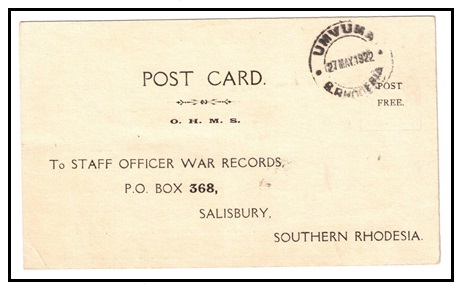 UMVUMA
27 MAY. 1922
S. RHODESIA
POST CARD.
POST
FREE.
O. H. M. S.
To STAFF OFFICER WAR RECORDS,
P.O. BOX 368,
SALISBURY,
SOUTHERN RHODESIA.